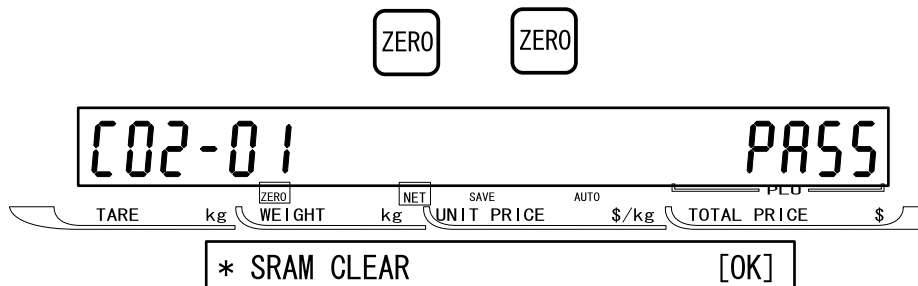 ZERO ZERO
C02-01 PASS
ZERO NET SAVE AUTO PLU
TARE kg WEIGHT kg UNIT PRICE $/kg TOTAL PRICE $
* SRAM CLEAR [OK]